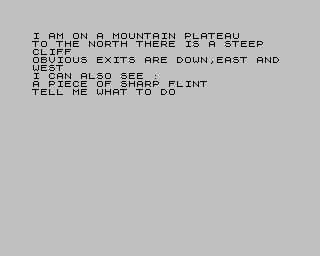 I AM ON A MOUNTAIN PLATEAU
TO THE NORTH THERE IS A STEEP
CLIFF
OBVIOUS EXITS ARE DOWN,EAST AND
WEST
I CAN ALSO SEE :
A PIECE OF SHARP FLINT
TELL ME WHAT TO DO